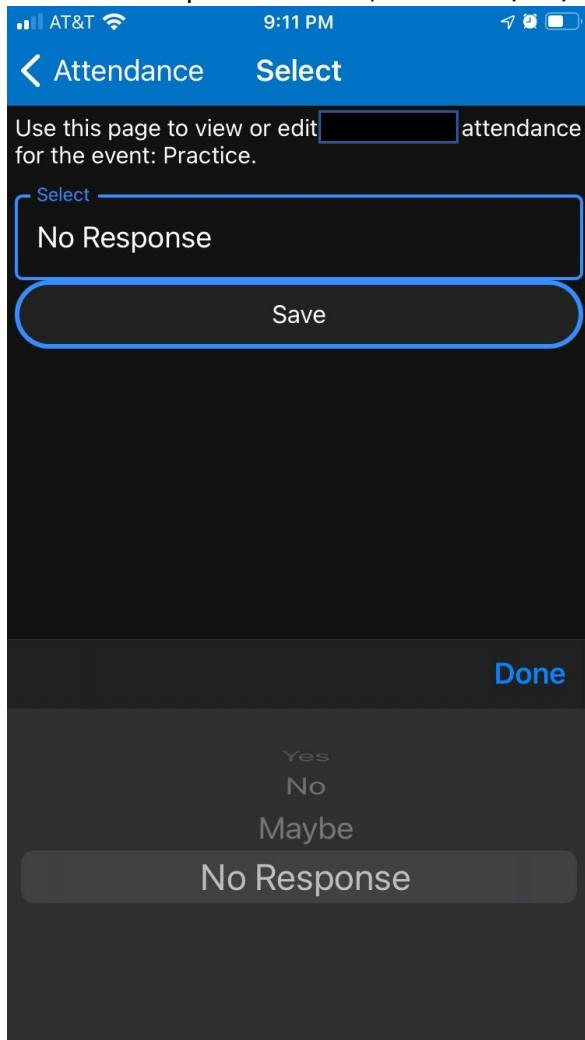 AT&T 9:11 PM
Attendance Select
Use this page to view or edit attendance
for the event: Practice.
Select
No Response
Save
Done
Yes
No
Maybe
No Response